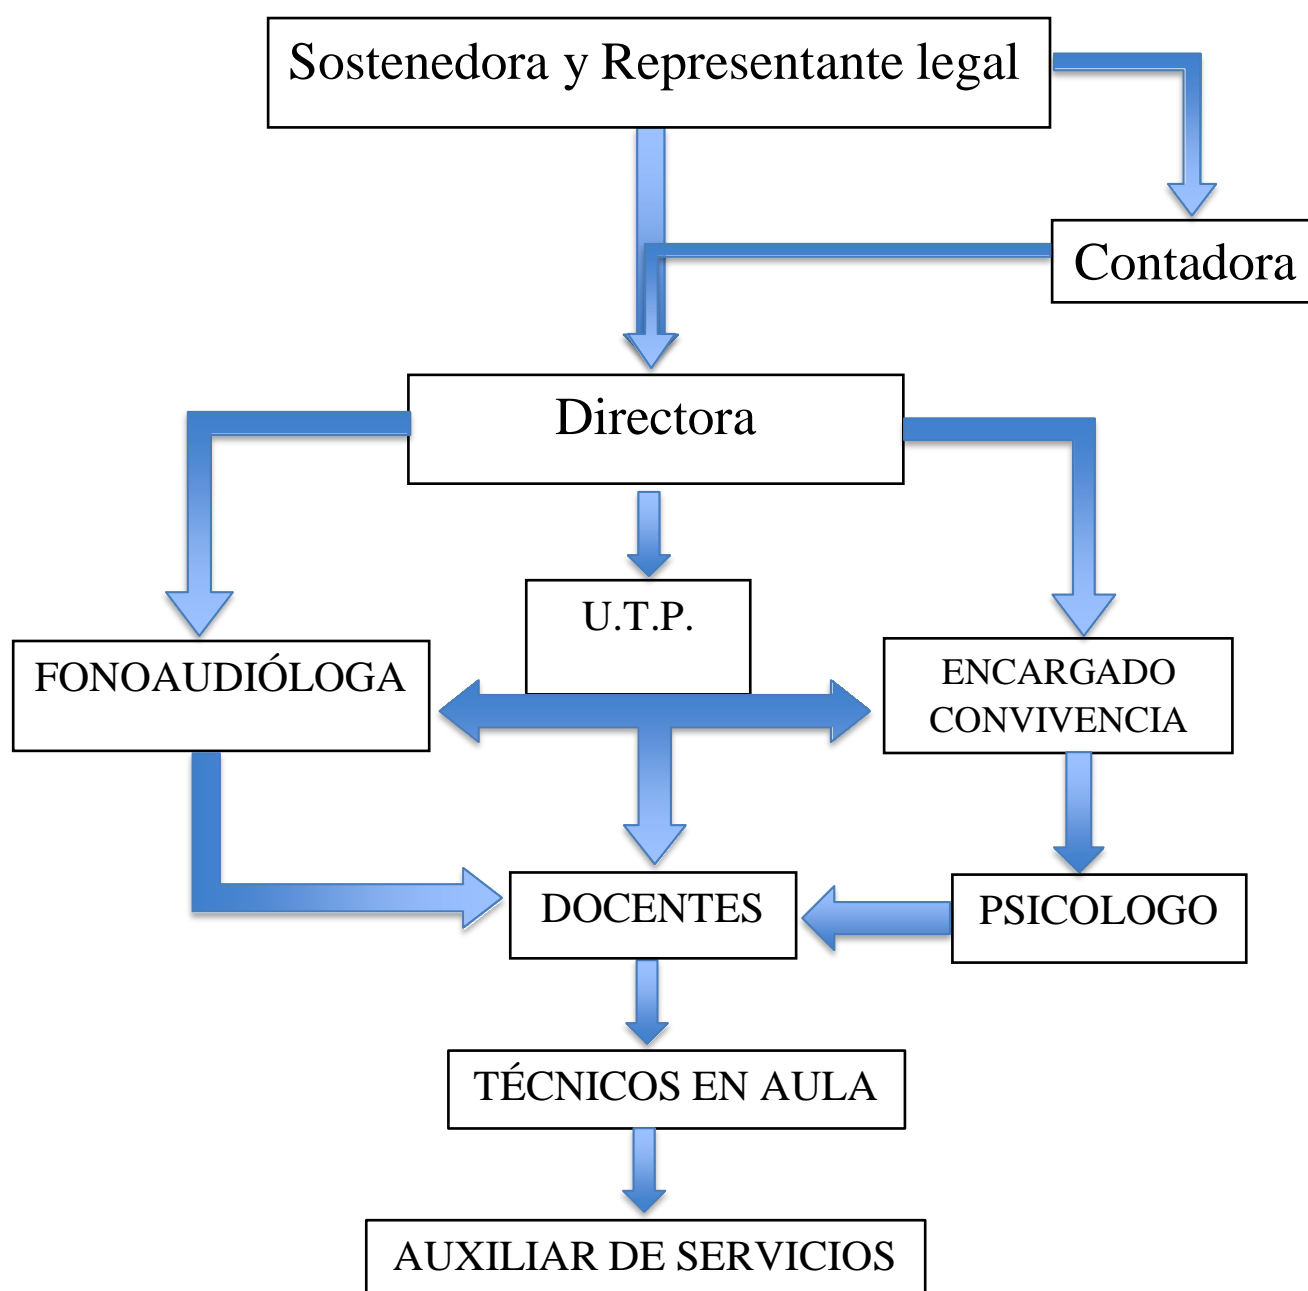 Sostenedora y Representante legal
Contadora
Directora
U.T.P.
FONOAUDIÓLOGA
ENCARGADO
CONVIVENCIA
DOCENTES
PSICOLOGO
TÉCNICOS EN AULA
AUXILIAR DE SERVICIOS